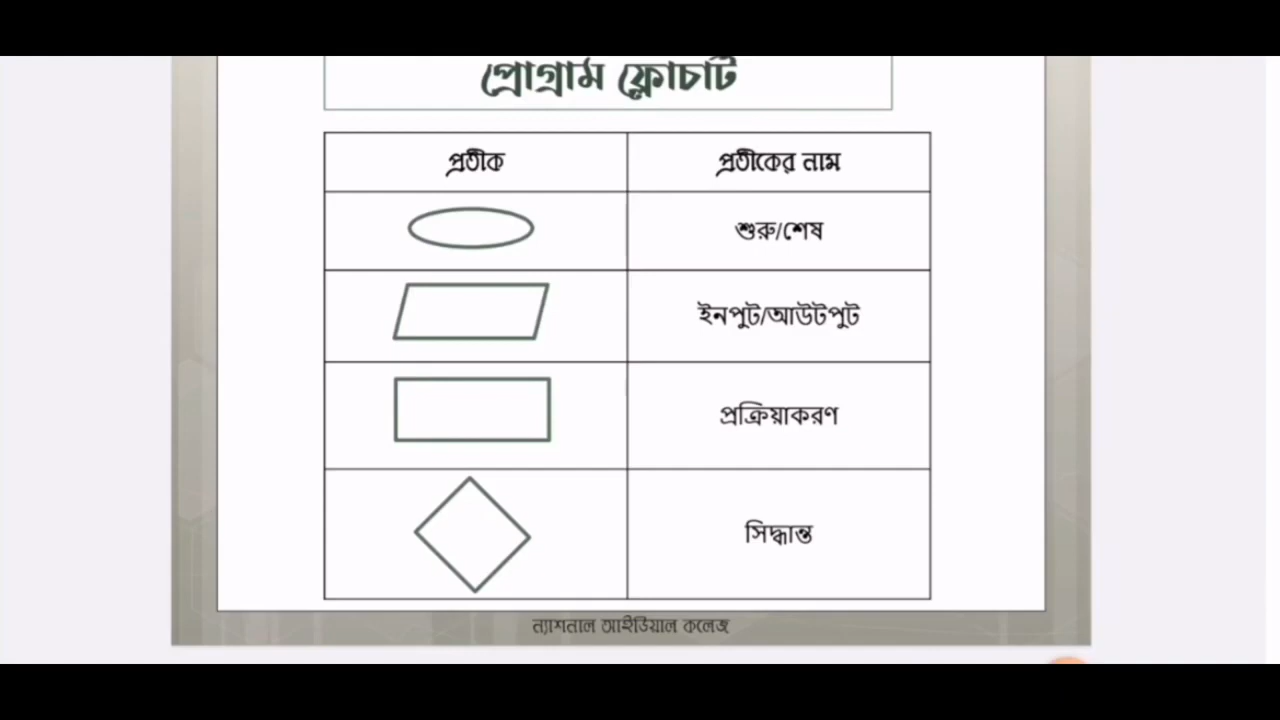 প্রোগ্রাম ফ্লোচার্ট
প্রতীক প্রতীকের নাম
শুরু/শেষ
ইনপুট/আউটপুট
প্রক্রিয়াকরণ
সিদ্ধান্ত
ন্যাশনাল আইডিয়াল কলেজ